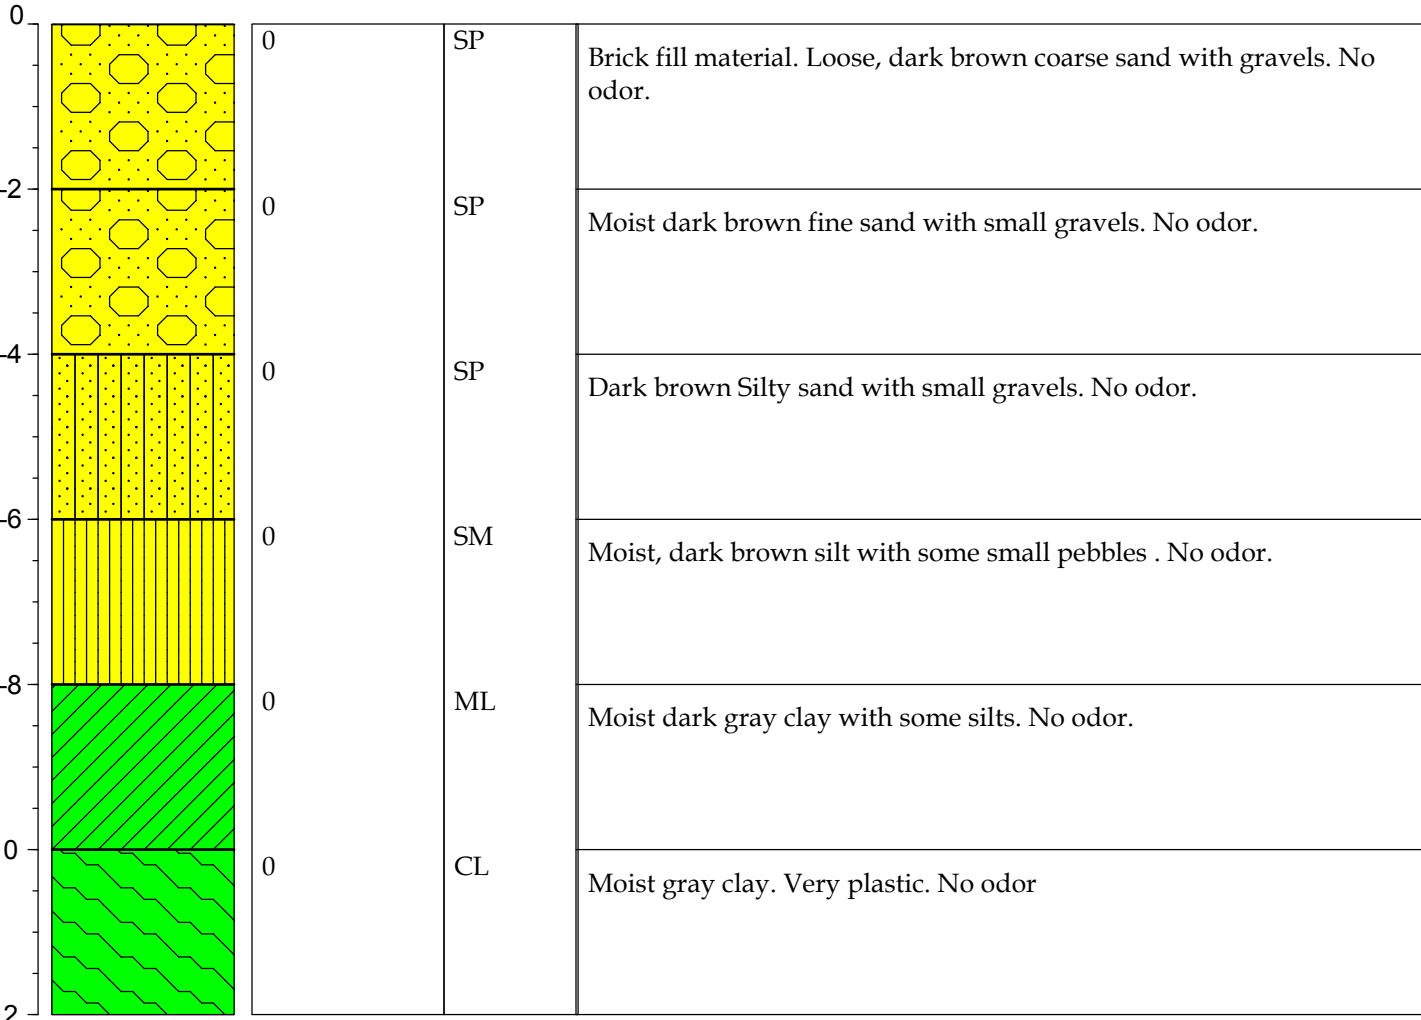 0
0 SP
Brick fill material. Loose, dark brown coarse sand with gravels. No
odor.
-2
0 SP
Moist dark brown fine sand with small gravels. No odor.
-4
0 SP
Dark brown Silty sand with small gravels. No odor.
-6
0 SM
Moist, dark brown silt with some small pebbles . No odor.
-8
0 ML
Moist dark gray clay with some silts. No odor.
0
0 CL
Moist gray clay. Very plastic. No odor
2